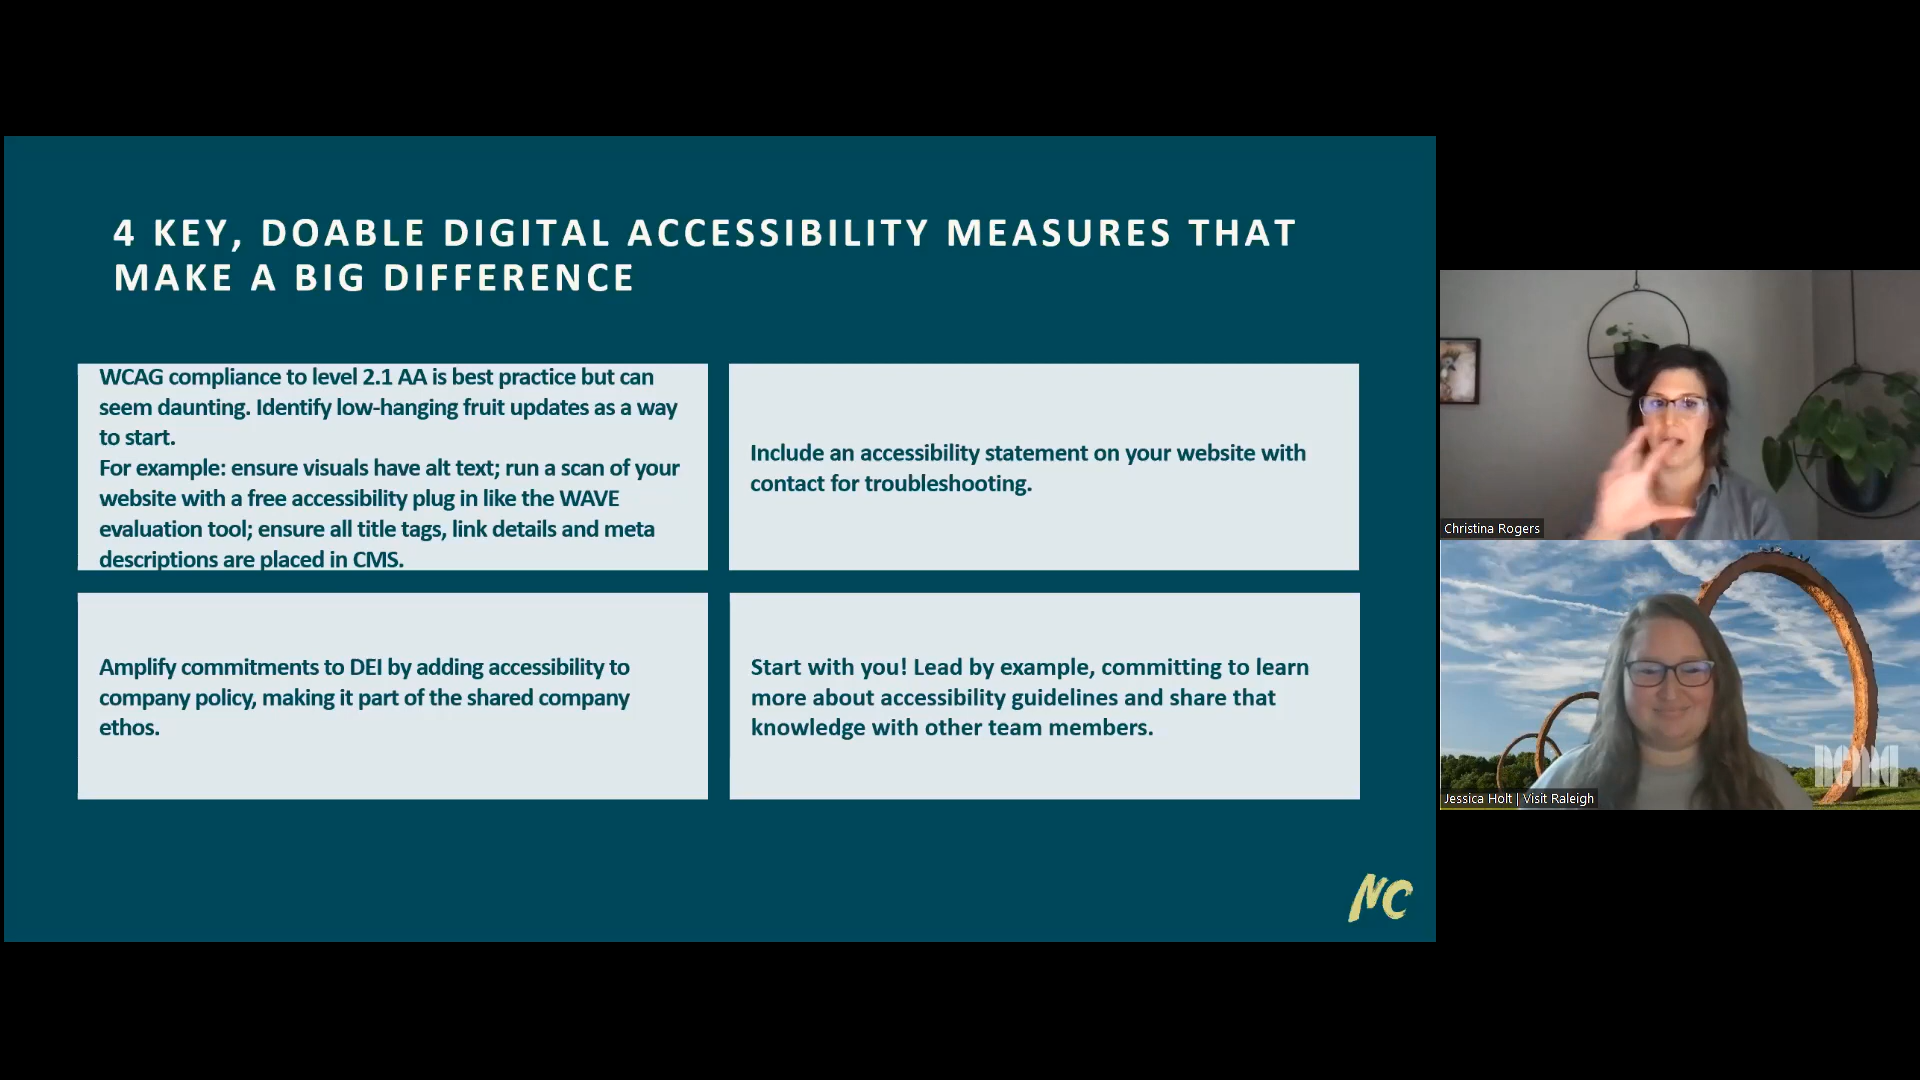 4 KEY, DOABLE DIGITAL ACCESSIBILITY MEASURES THAT
MAKE A BIG DIFFERENCE
WCAG compliance to level 2.1 AA is best practice but can
seem daunting. Identify low-hanging fruit updates as a way
to start.
For example: ensure visuals have alt text; run a scan of your
website with a free accessibility plug in like the WAVE
evaluation tool; ensure all title tags, link details and meta
descriptions are placed in CMS.
Include an accessibility statement on your website with
contact for troubleshooting.
Amplify commitments to DEI by adding accessibility to
company policy, making it part of the shared company
ethos.
Start with you! Lead by example, committing to learn
more about accessibility guidelines and share that
knowledge with other team members.
NC
Christina Rogers
NCMA
Jessica Holt | Visit Raleigh